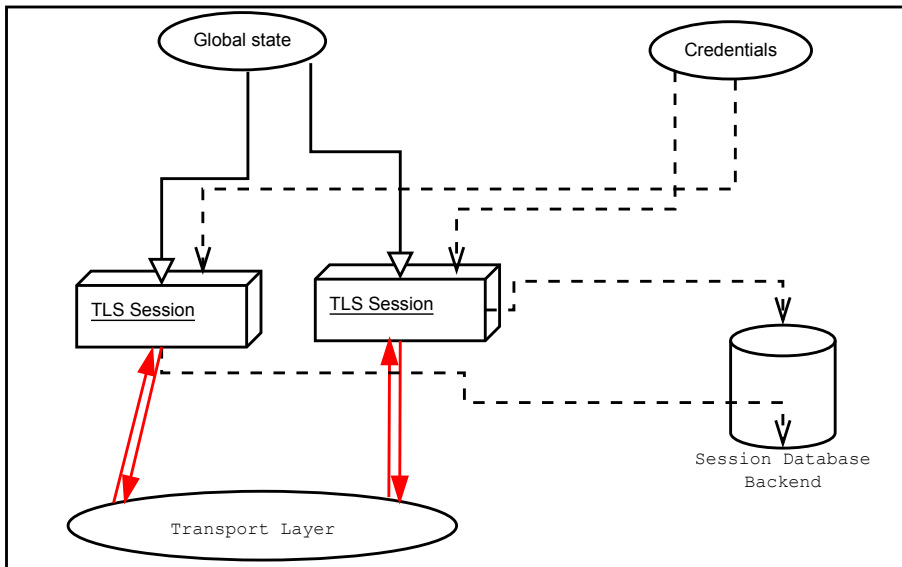 Global state
Credentials
TLS Session
TLS Session
Session Database
Backend
Transport Layer